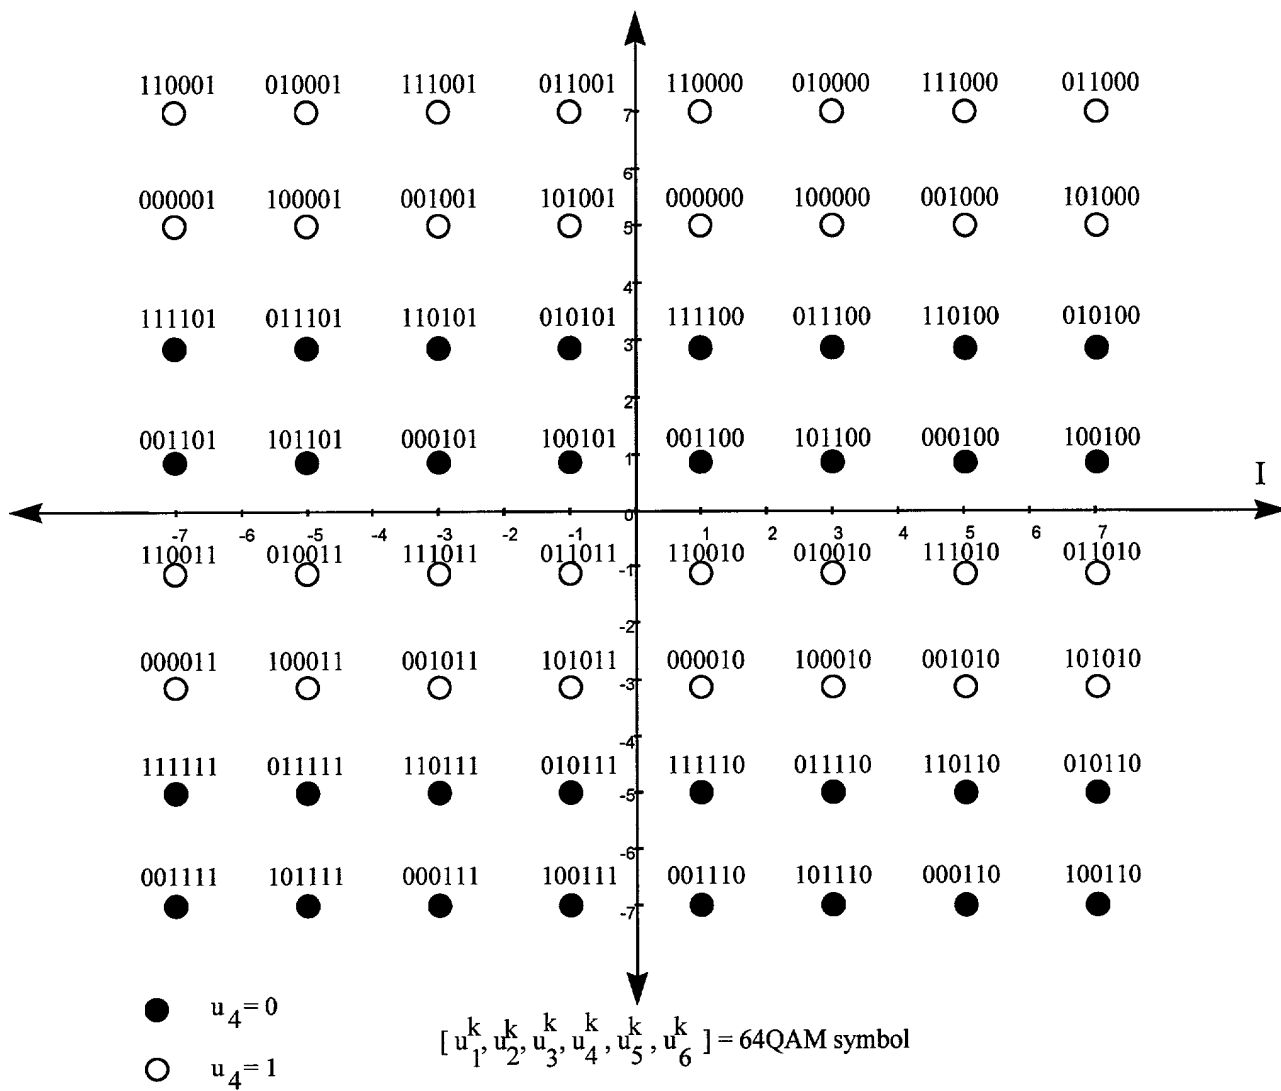 110001 010001 111001 011001 110000 010000 111000 011000
7
6
000001 100001 001001 101001 000000 100000 001000 101000
5
4
111101 011101 110101 010101 111100 011100 110100 010100
3
2
001101 101101 000101 100101 001100 101100 000100 100100
1
I
0
-7 -6 -5 -4 -3 -2 -1 1 2 3 4 5 6 7
110011 010011 111011 011011 110010 010010 111010 011010
-1
-2
000011 100011 001011 101011 000010 100010 001010 101010
-3
-4
111111 011111 110111 010111 111110 011110 110110 010110
-5
-6
001111 101111 000111 100111 001110 101110 000110 100110
-7
u4=0
[ u1k, u2k, u3k, u4k, u5k, u6k ] = 64QAM symbol
u4=1